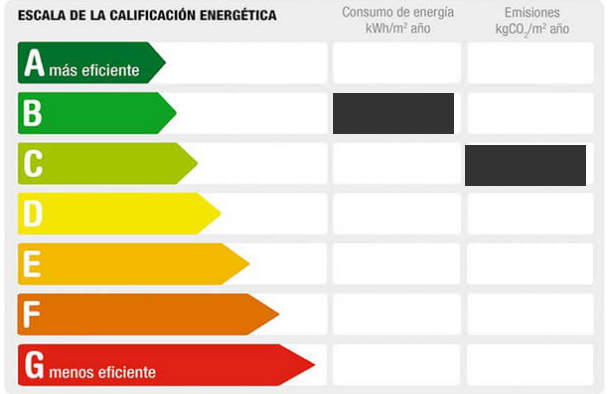 ESCALA DE LA CALIFICACIÓN ENERGÉTICA
Consumo de energía
kWh/m² año
Emisiones
kgCO₂/m² año
A más eficiente
B
C
D
E
F
G menos eficiente